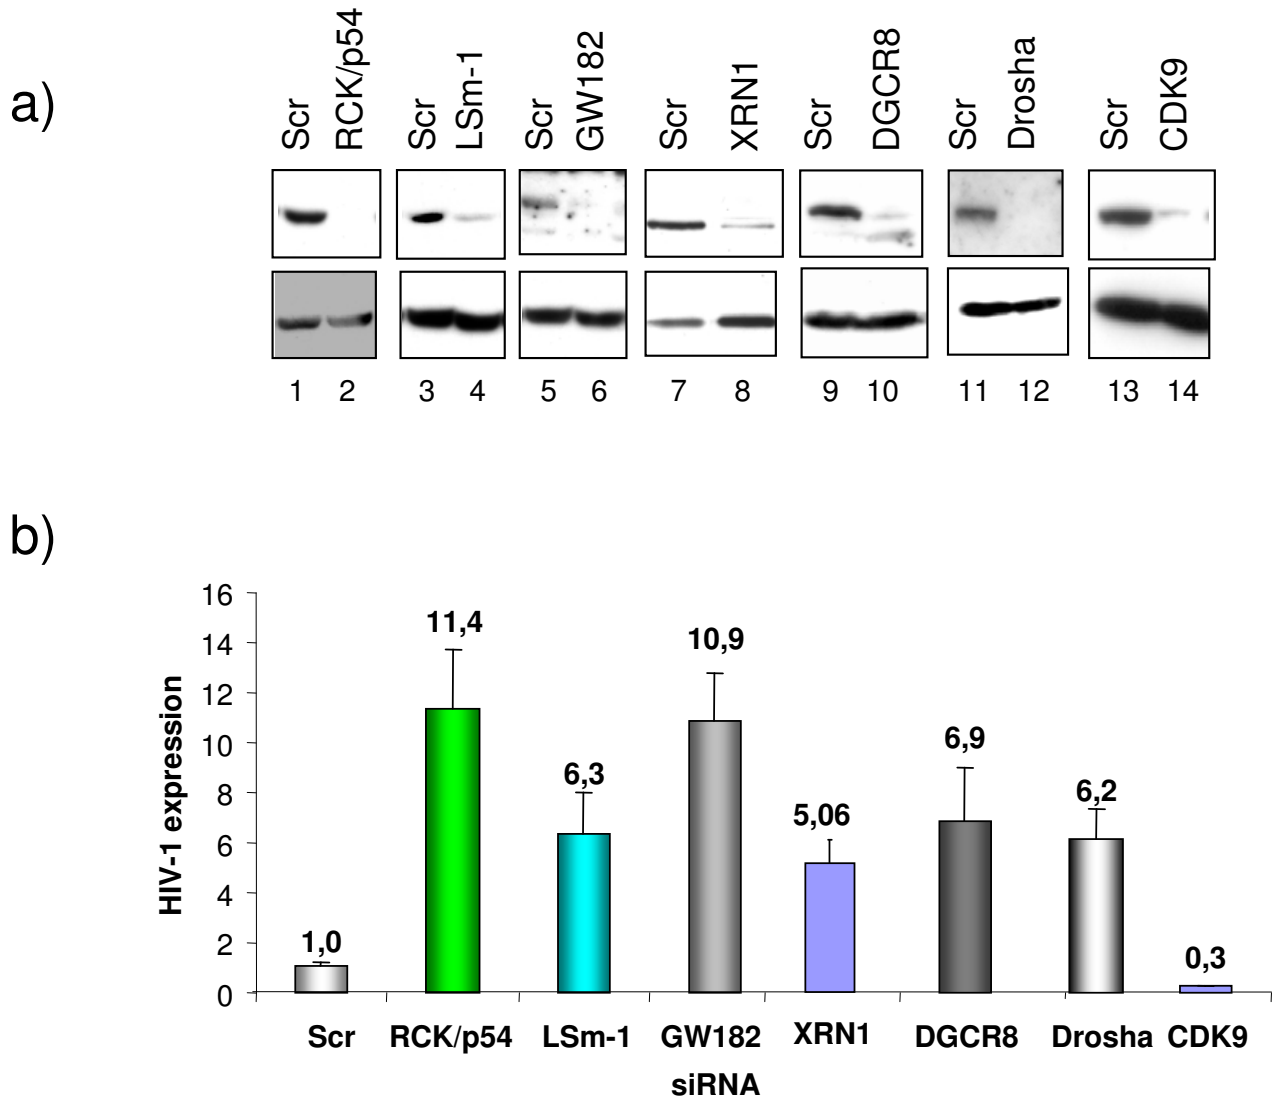 a)
Scr RCK/p54 Scr LSm-1 Scr GW182 Scr XRN1 Scr DGCR8 Scr Drosha Scr CDK9
1 2 3 4 5 6 7 8 9 10 11 12 13 14
b)
HIV-1 expression
16
14
12
10
8
6
4
2
0
1,0
11,4
6,3
10,9
5,06
6,9
6,2
0,3
Scr RCK/p54 LSm-1 GW182 XRN1 DGCR8 Drosha CDK9
siRNA